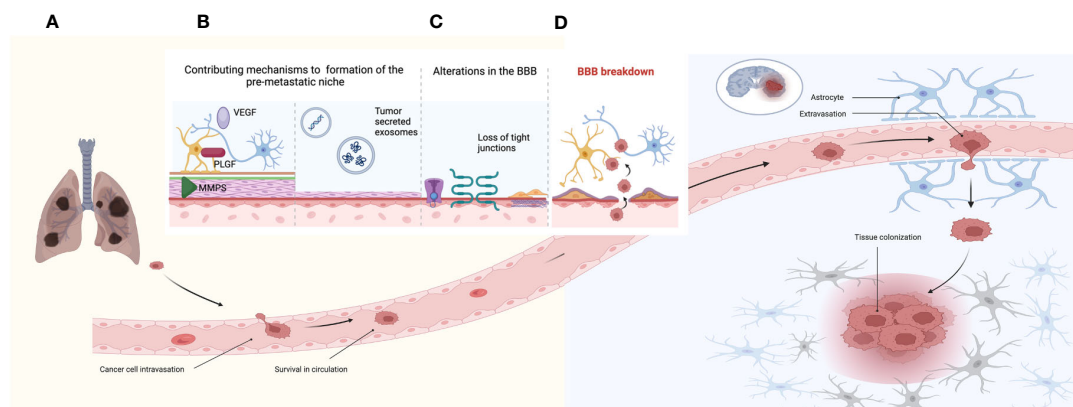 A
B
C
D
Contributing mechanisms to formation of the
pre-metastatic niche
Alterations in the BBB
BBB breakdown
VEGF
PLGF
MMPS
Tumor
secreted
exosomes
Loss of tight
junctions
Astrocyte
Extravasation
Tissue colonization
Cancer cell intravasation
Survival in circulation